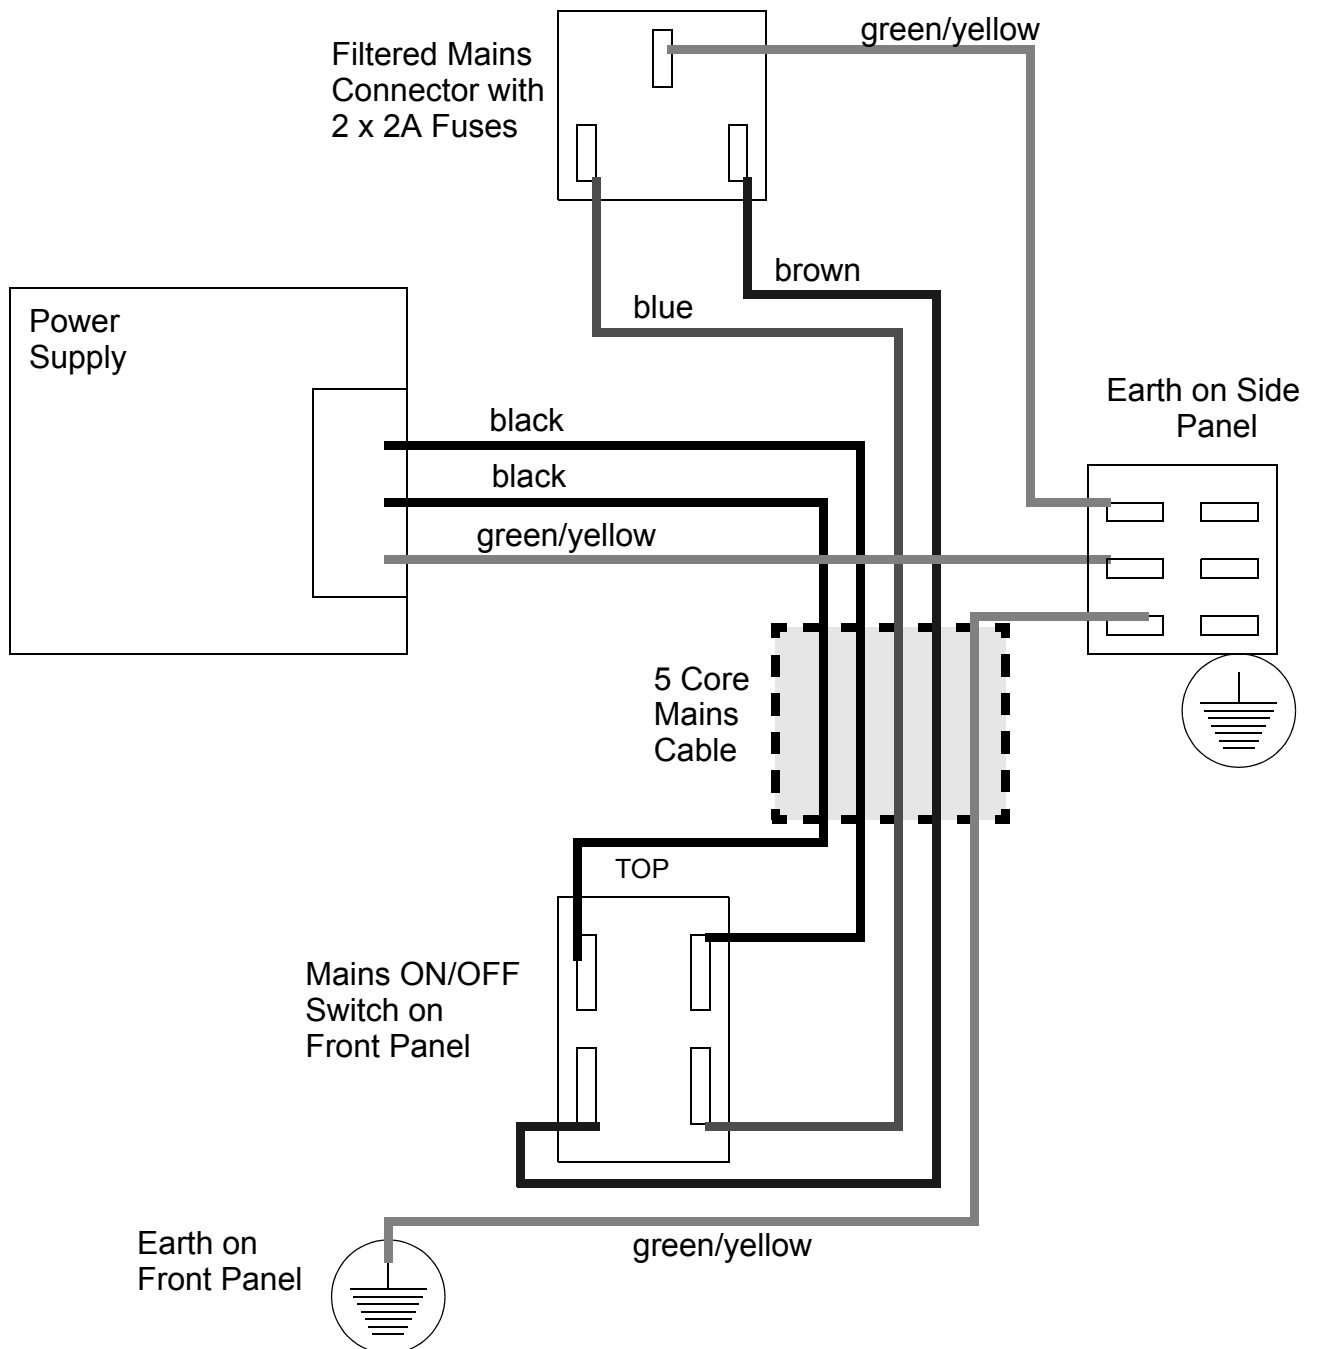 green/yellow
Filtered Mains
Connector with
2 x 2A Fuses
brown
blue
Power
Supply
Earth on Side
Panel
black
black
green/yellow
5 Core
Mains
Cable
TOP
Mains ON/OFF
Switch on
Front Panel
Earth on
Front Panel
green/yellow